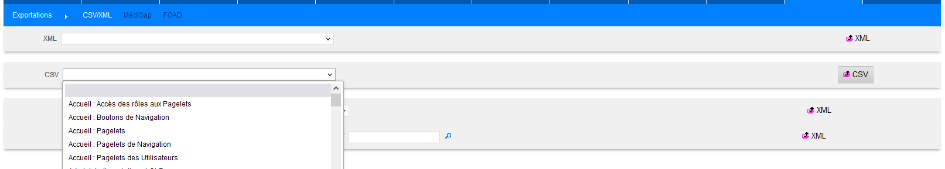 Exportations CSV/XML MediSap FOAD
XML XML
CSV CSV
Accueil : Accès des rôles aux Pagelets
Accueil : Boutons de Navigation
XML
Accueil : Pagelets
Accueil : Pagelets de Navigation
XML
Accueil : Pagelets des Utilisateurs